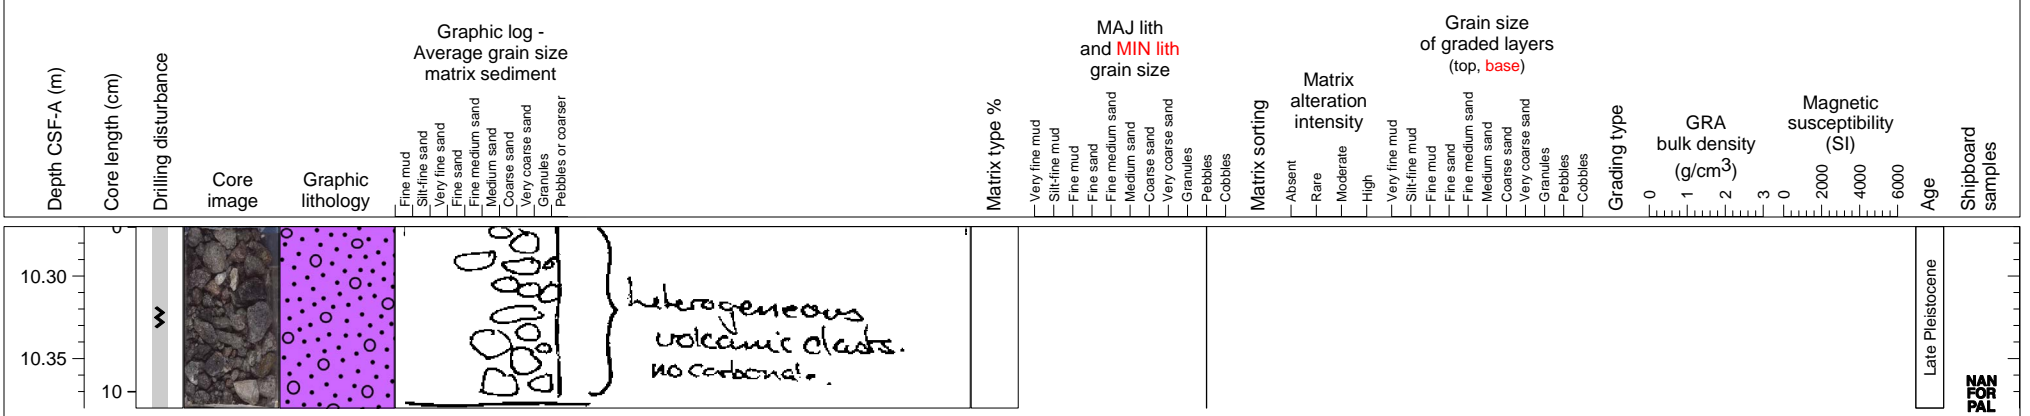 Depth CSF-A (m)
Core length (cm)
Drilling disturbance
Core
image
Graphic
lithology
Graphic log -
Average grain size
matrix sediment
Fine mud
Silt-fine sand
Very fine sand
Fine sand
Fine medium sand
Medium sand
Coarse sand
Very coarse sand
Granules
Pebbles or coarser
Matrix type %
MAJ lith
and MIN lith
grain size
Very fine mud
Silt-fine mud
Fine mud
Fine sand
Fine medium sand
Medium sand
Coarse sand
Very coarse sand
Granules
Pebbles
Cobbles
Matrix sorting
Matrix
alteration
intensity
Absent
Rare
Moderate
High
Grain size
of graded layers
(top, base)
Very fine mud
Silt-fine mud
Fine mud
Fine sand
Fine medium sand
Medium sand
Coarse sand
Very coarse sand
Granules
Pebbles
Cobbles
Grading type
GRA
bulk density
(g/cm3)
0 1 2 3
Magnetic
susceptibility
(SI)
0 2000 4000 6000
Age
Shipboard
samples
0
10.30
10.35
10
heterogeneous
volcanic clasts.
no carbonate.
Late Pleistocene
NAN
FOR
PAL